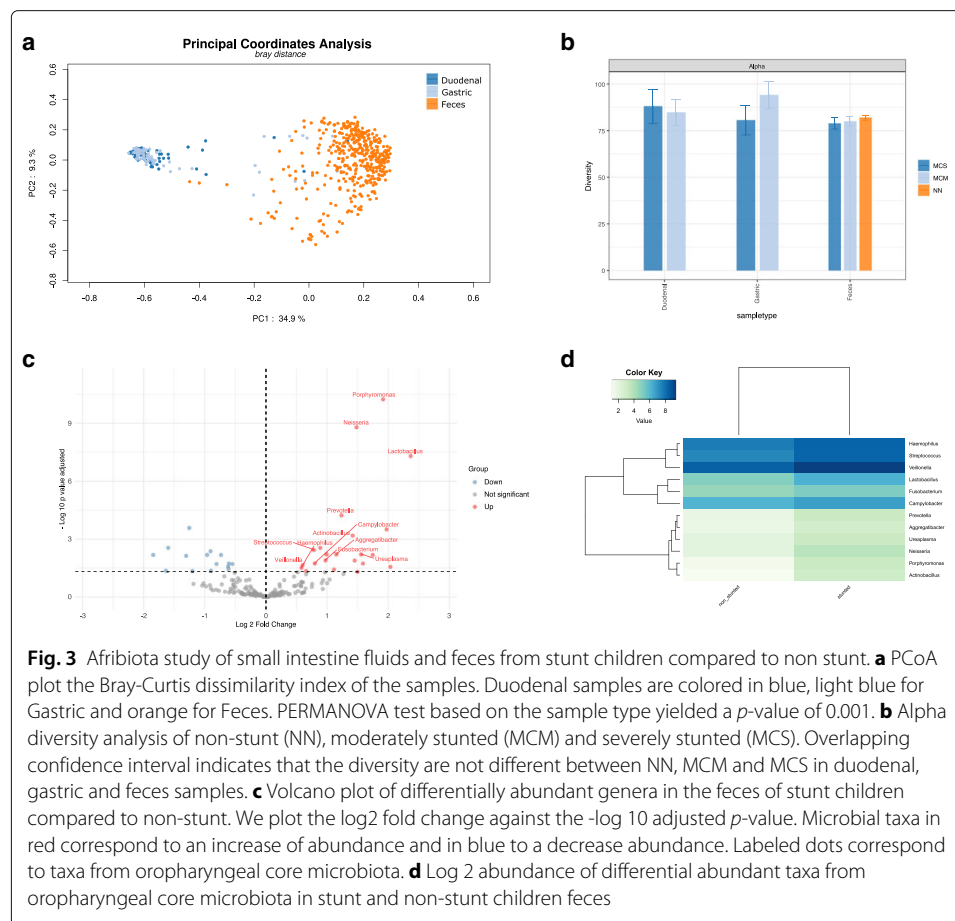 a
Principal Coordinates Analysis
bray distance
Duodenal
Gastric
Feces
PC2 : 9.3 %
0.6
0.4
0.2
0.0
−0.2
−0.4
−0.6
−0.8
−0.8
−0.6
−0.4
−0.2
0.0
0.2
0.4
0.6
PC1 : 34.9 %
b
Alpha
Diversity
100
75
50
25
0
Duodenal
Gastric
Feces
sampletype
MCS
MCM
NN
c
- Log 10 p value adjusted
9
6
3
0
-3
-2
-1
0
1
2
3
Log 2 Fold Change
Porphyromonas
Neisseria
Lactobacillus
Prevotella
Campylobacter
Actinobacillus
Streptococcus
Haemophilus
Aggregatibacter
Fusobacterium
Veillonella
Ureaplasma
Group
Down
Not significant
Up
d
Color Key
2 4 6 8
Value
Haemophilus
Streptococcus
Veillonella
Lactobacillus
Fusobacterium
Campylobacter
Prevotella
Aggregatibacter
Ureaplasma
Neisseria
Porphyromonas
Actinobacillus
non_stunted
stunted
Fig. 3 Afribiota study of small intestine fluids and feces from stunt children compared to non stunt. a PCoA
plot the Bray-Curtis dissimilarity index of the samples. Duodenal samples are colored in blue, light blue for
Gastric and orange for Feces. PERMANOVA test based on the sample type yielded a p-value of 0.001. b Alpha
diversity analysis of non-stunt (NN), moderately stunted (MCM) and severely stunted (MCS). Overlapping
confidence interval indicates that the diversity are not different between NN, MCM and MCS in duodenal,
gastric and feces samples. c Volcano plot of differentially abundant genera in the feces of stunt children
compared to non-stunt. We plot the log2 fold change against the -log 10 adjusted p-value. Microbial taxa in
red correspond to an increase of abundance and in blue to a decrease abundance. Labeled dots correspond
to taxa from oropharyngeal core microbiota. d Log 2 abundance of differential abundant taxa from
oropharyngeal core microbiota in stunt and non-stunt children feces